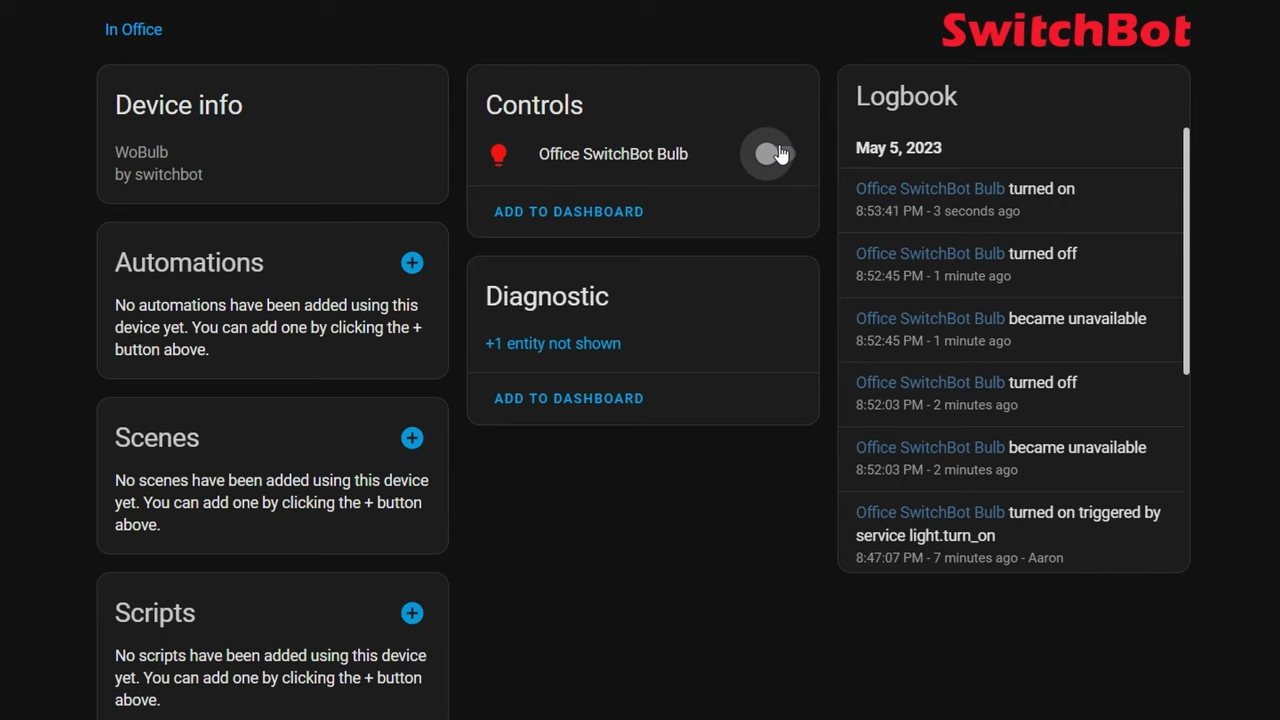 In Office
SwitchBot
Device info
WoBulb
by switchbot
Automations
No automations have been added using this
device yet. You can add one by clicking the +
button above.
Scenes
No scenes have been added using this device
yet. You can add one by clicking the + button
above.
Scripts
No scripts have been added using this device
yet. You can add one by clicking the + button
above.
Controls
Office SwitchBot Bulb
ADD TO DASHBOARD
Diagnostic
+1 entity not shown
ADD TO DASHBOARD
Logbook
May 5, 2023
Office SwitchBot Bulb turned on
8:53:41 PM - 3 seconds ago
Office SwitchBot Bulb turned off
8:52:45 PM - 1 minute ago
Office SwitchBot Bulb became unavailable
8:52:45 PM - 1 minute ago
Office SwitchBot Bulb turned off
8:52:03 PM - 2 minutes ago
Office SwitchBot Bulb became unavailable
8:52:03 PM - 2 minutes ago
Office SwitchBot Bulb turned on triggered by
service light.turn_on
8:47:07 PM - 7 minutes ago - Aaron